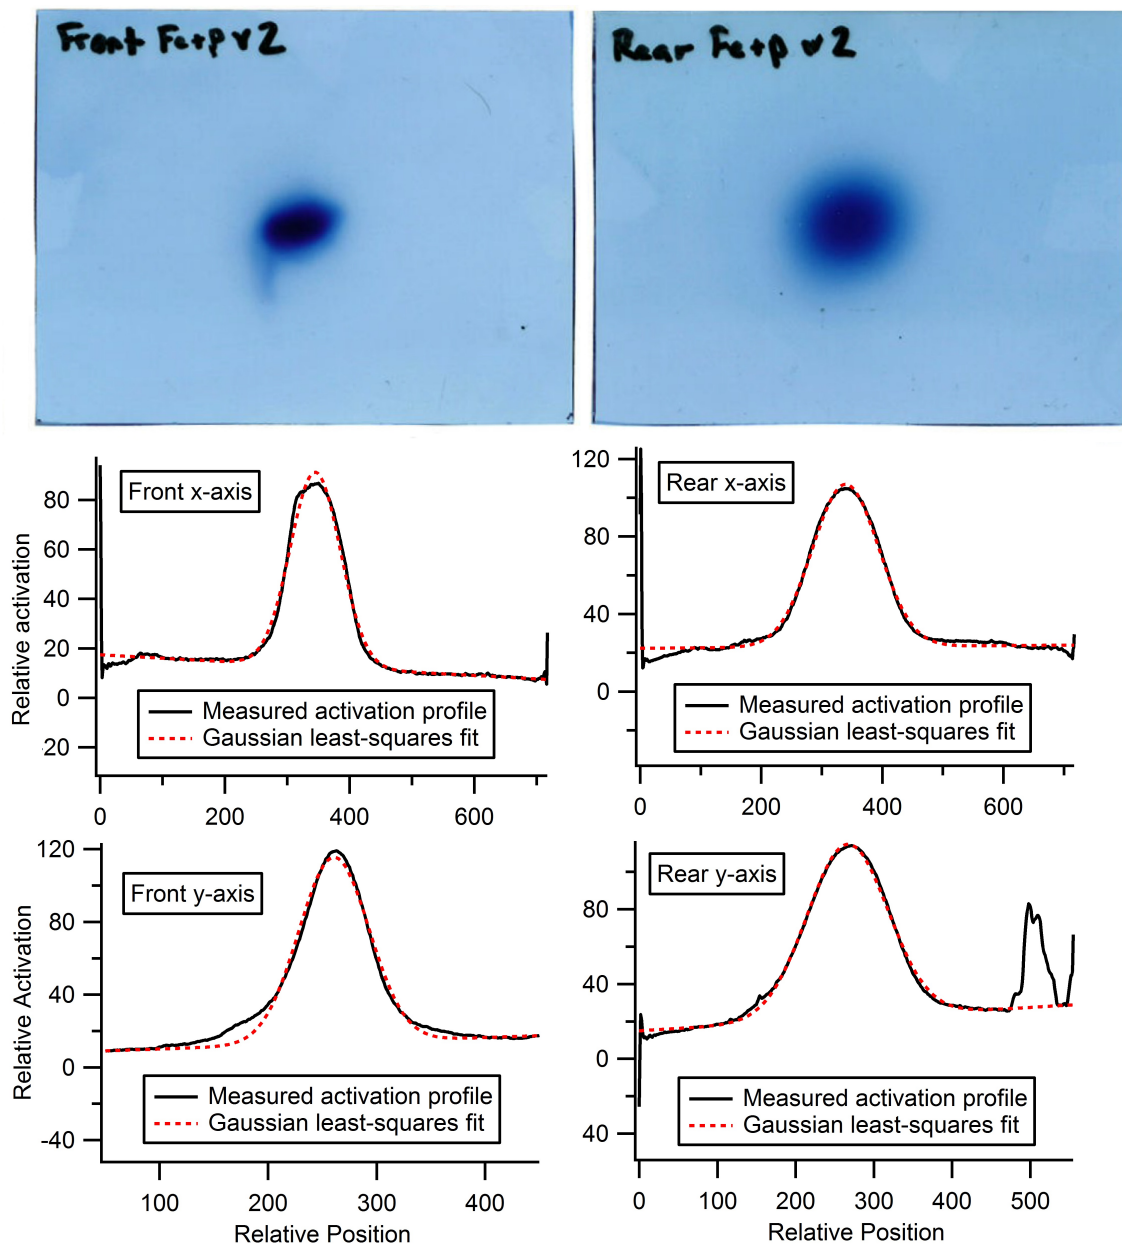 Front Fe+p v2
Rear Fe+p v2
Relative activation
80
60
40
20
0
20
Front x-axis
Measured activation profile
Gaussian least-squares fit
0
200
400
600
120
80
40
0
Rear x-axis
Measured activation profile
Gaussian least-squares fit
0
200
400
600
Relative Activation
120
80
40
0
-40
Front y-axis
Measured activation profile
Gaussian least-squares fit
100
200
300
400
Relative Position
80
40
0
40
Rear y-axis
Measured activation profile
Gaussian least-squares fit
0
100
200
300
400
500
Relative Position